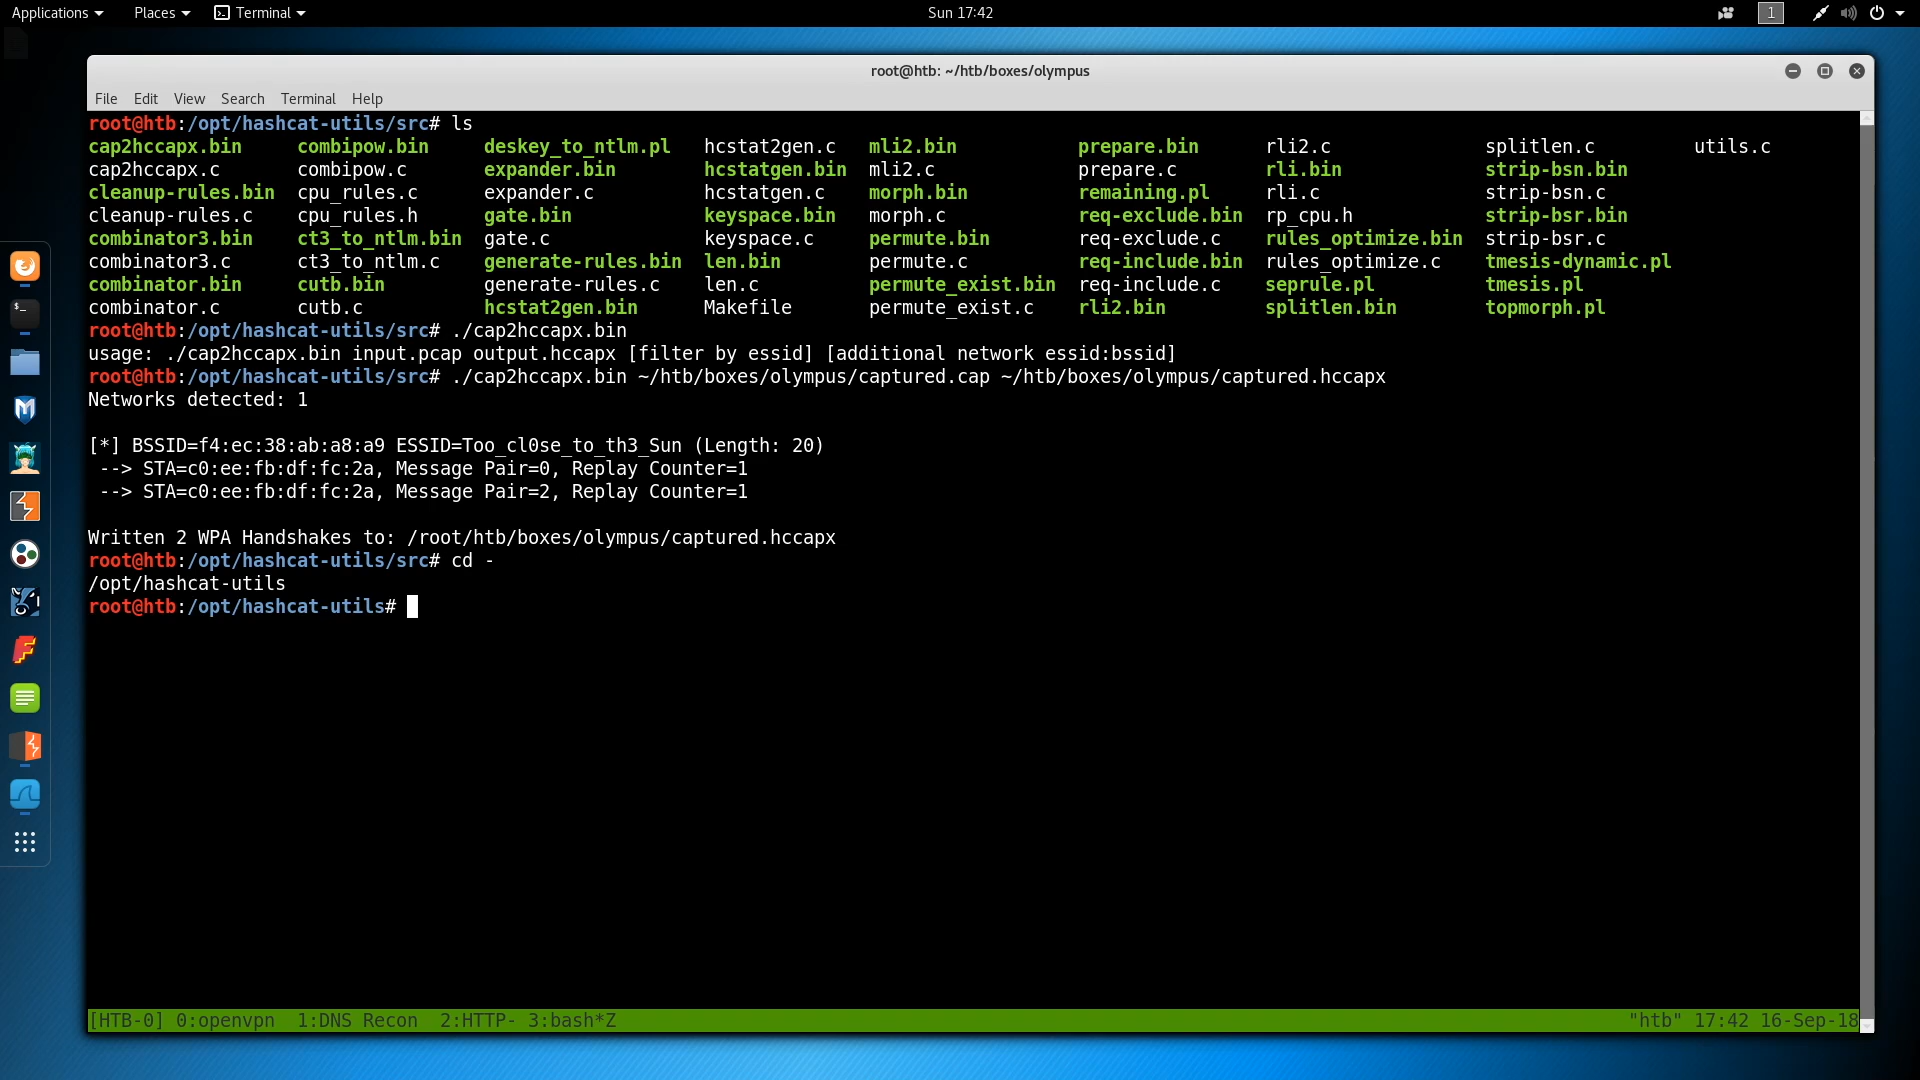 Applications Places Terminal Sun 17:42 1
root@htb: ~/htb/boxes/olympus
File Edit View Search Terminal Help
root@htb:/opt/hashcat-utils/src# ls
cap2hccapx.bin combipow.bin deskey_to_ntlm.pl hcstat2gen.c mli2.bin prepare.bin rli2.c splitlen.c utils.c
cap2hccapx.c combipow.c expander.bin hcstatgen.bin mli2.c prepare.c rli.bin strip-bsn.bin
cleanup-rules.bin cpu_rules.c expander.c hcstatgen.c morph.bin remaining.pl rli.c strip-bsn.c
cleanup-rules.c cpu_rules.h gate.bin keyspace.bin morph.c req-exclude.bin rp_cpu.h strip-bsr.bin
combinator3.bin ct3_to_ntlm.bin gate.c keyspace.c permute.bin req-exclude.c rules_optimize.bin strip-bsr.c
combinator3.c ct3_to_ntlm.c generate-rules.bin len.bin permute.c req-include.bin rules_optimize.c tmesis-dynamic.pl
combinator.bin cutb.bin generate-rules.c len.c permute_exist.bin req-include.c seprule.pl tmesis.pl
combinator.c cutb.c hcstat2gen.bin Makefile permute_exist.c rli2.bin splitlen.bin topmorph.pl
root@htb:/opt/hashcat-utils/src# ./cap2hccapx.bin
usage: ./cap2hccapx.bin input.pcap output.hccapx [filter by essid] [additional network essid:bssid]
root@htb:/opt/hashcat-utils/src# ./cap2hccapx.bin ~/htb/boxes/olympus/captured.cap ~/htb/boxes/olympus/captured.hccapx
Networks detected: 1
[*] BSSID=f4:ec:38:ab:a8:a9 ESSID=Too_cl0se_to_th3_Sun (Length: 20)
--> STA=c0:ee:fb:df:fc:2a, Message Pair=0, Replay Counter=1
--> STA=c0:ee:fb:df:fc:2a, Message Pair=2, Replay Counter=1
Written 2 WPA Handshakes to: /root/htb/boxes/olympus/captured.hccapx
root@htb:/opt/hashcat-utils/src# cd -
/opt/hashcat-utils
root@htb:/opt/hashcat-utils#
[HTB-0] 0:openvpn 1:DNS Recon 2:HTTP- 3:bash*Z "htb" 17:42 16-Sep-18